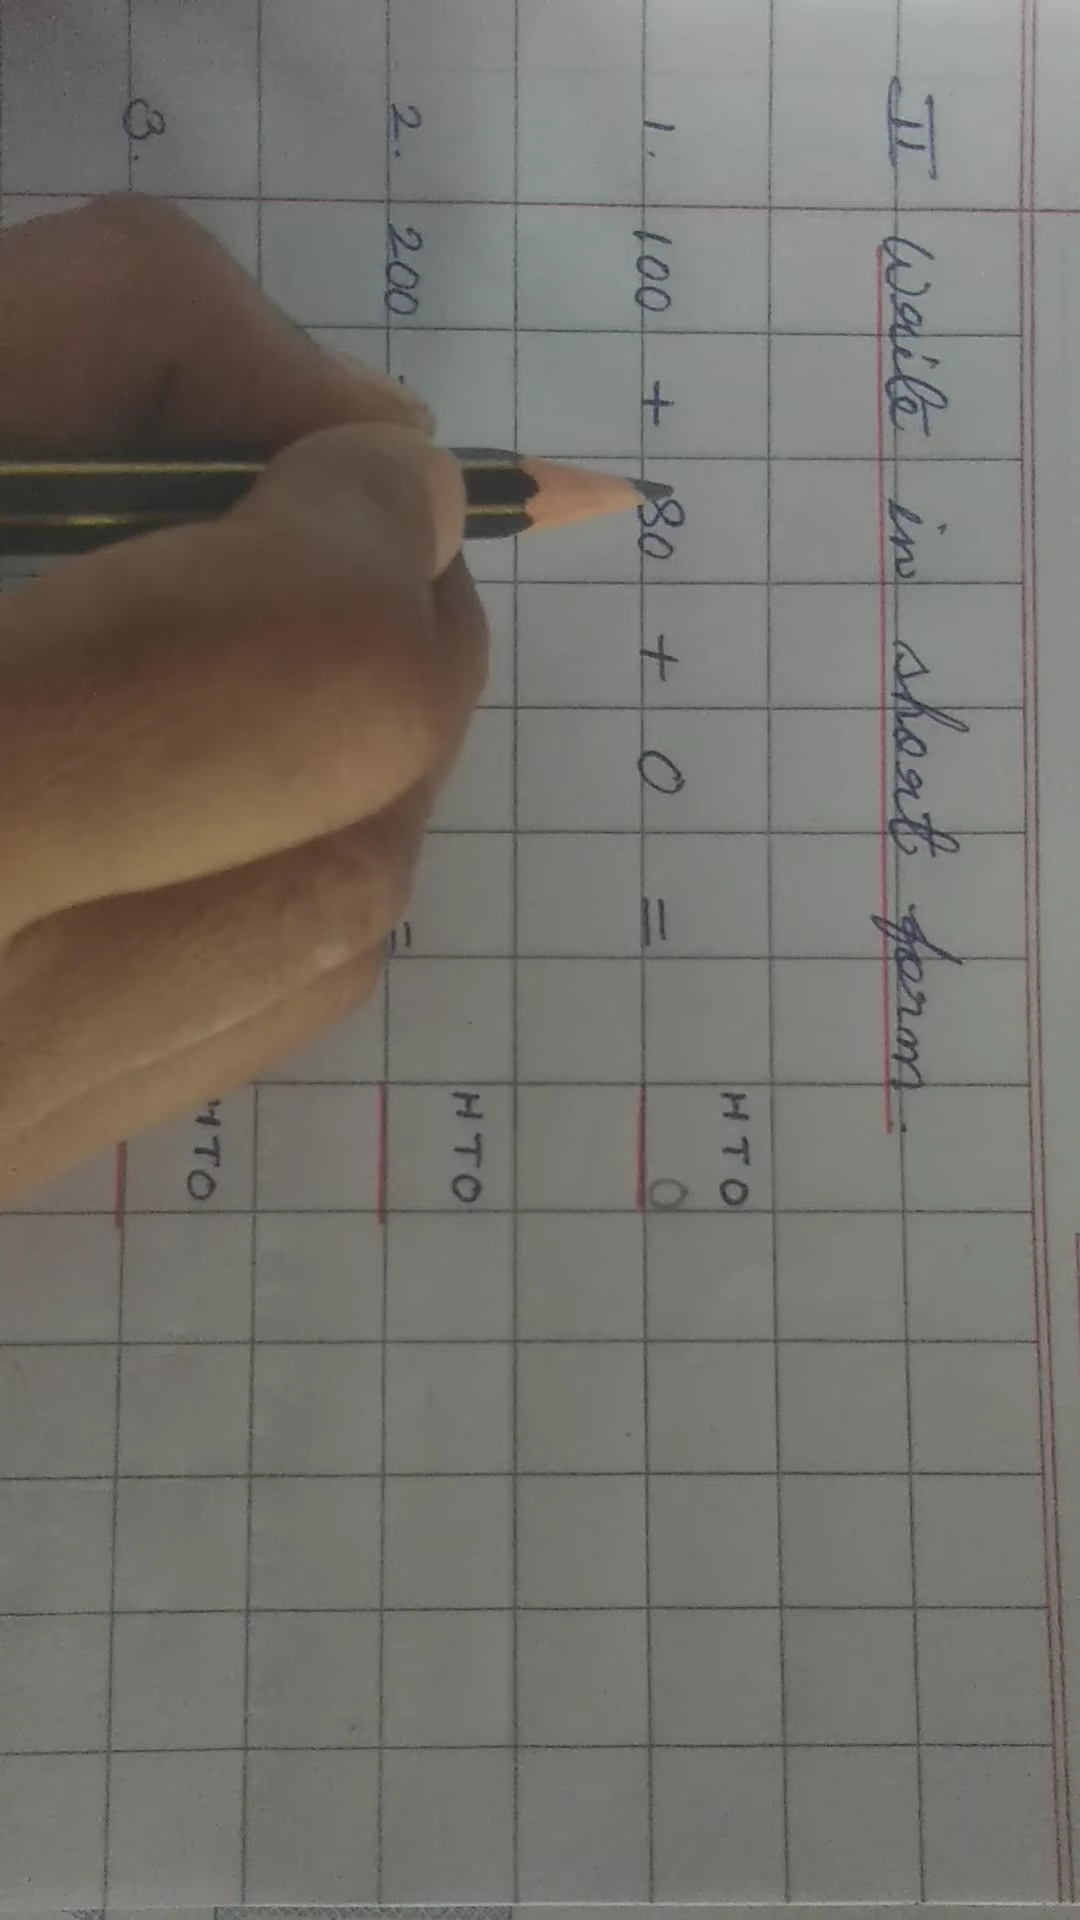 II Write in short form.
H T O
1. 100 + 80 + 0 = 0
H T O
2. 200 =
H T O
3.